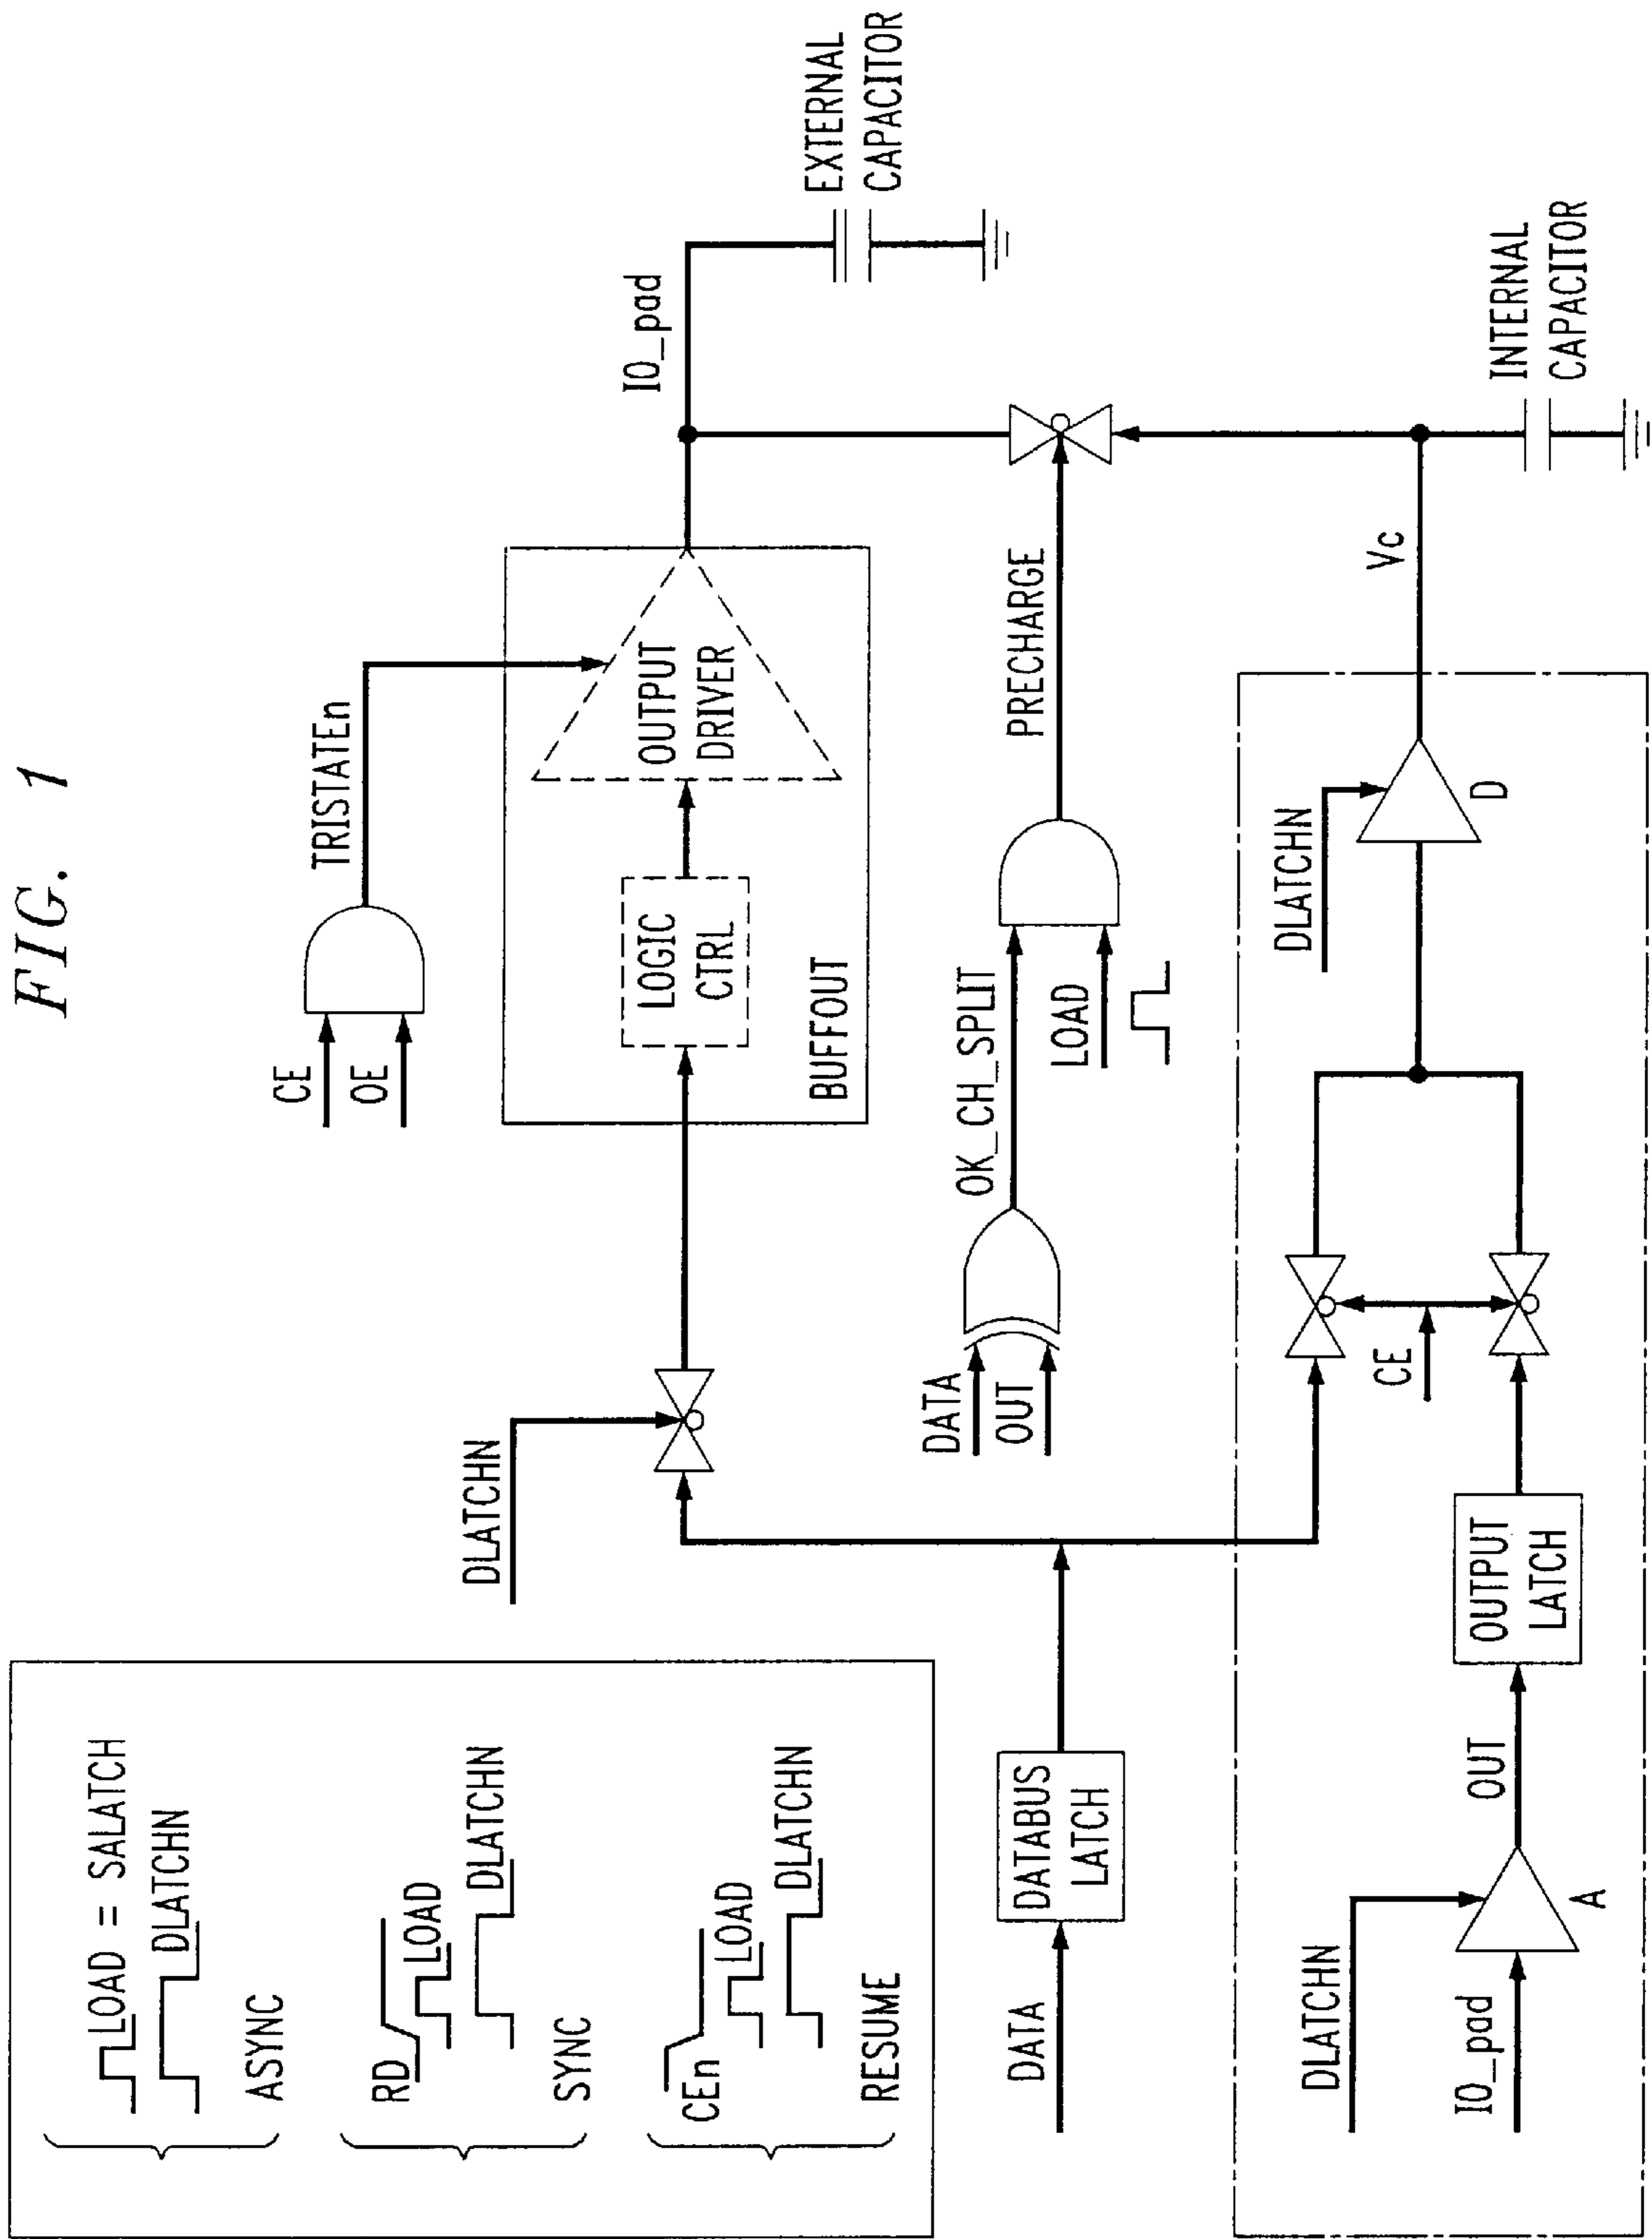 FIG. 1
LOAD = SALATCH
DLATCHN
ASYNC
RD
LOAD
DLATCHN
SYNC
CEn
LOAD
DLATCHN
RESUME
CE
OE
TRISTATEn
DLATCHN
LOGIC
CTRL
OUTPUT
DRIVER
BUFFOUT
IO_pad
EXTERNAL
CAPACITOR
DATA
DATABUS
LATCH
DATA
OUT
OK_CH_SPLIT
LOAD
PRECHARGE
DLATCHN
IO_pad
A
OUT
OUTPUT
LATCH
CE
DLATCHN
D
Vc
INTERNAL
CAPACITOR